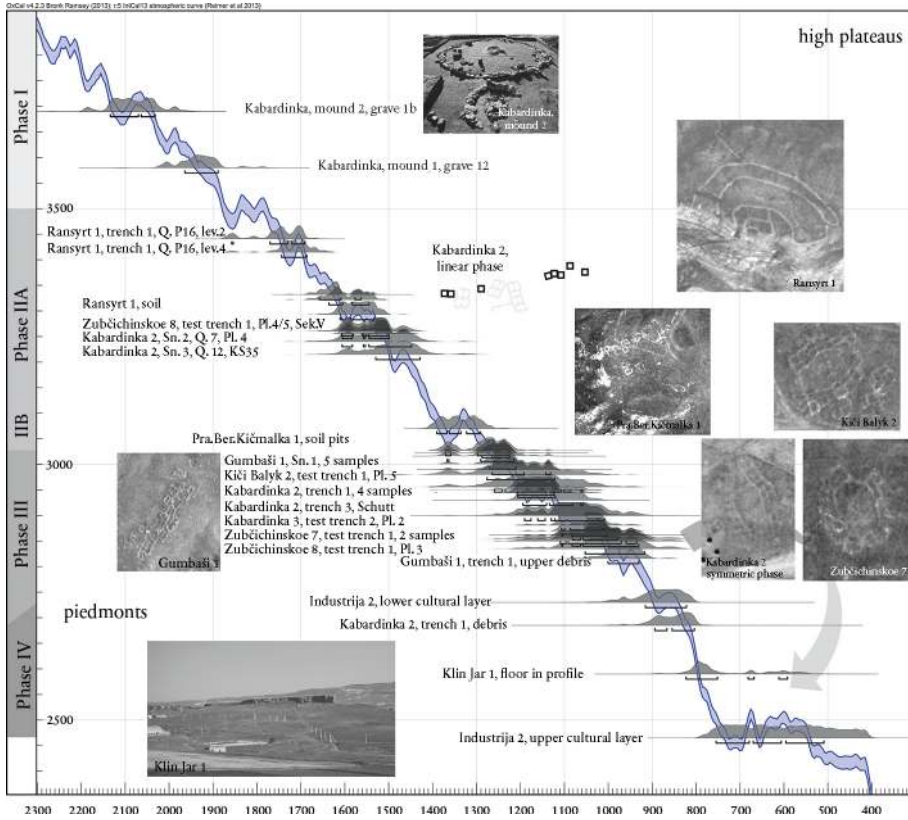 OxCal v4.2.3 Bronk Ramsey (2013); r:5 IntCal13 atmospheric curve (Reimer et al 2013)
high plateaus
Phase I
Kabardinka, mound 2, grave 1b
Kabardinka, mound 2
Kabardinka, mound 1, grave 12
3500
Ransyrt 1, trench 1, Q. P16, lev.2
Ransyrt 1, trench 1, Q. P16, lev.4
Kabardinka 2, linear phase
Ransyrt 1
Phase IIA
Ransyrt 1, soil
Zubčichinskoe 8, test trench 1, Pl.4/5, Sek.V
Kabardinka 2, Sn. 2, Q. 7, Pl. 4
Kabardinka 2, Sn. 3, Q. 12, KS35
IIB
Pra.Ber.Kičmalka 1
Kiči Balyk 2
Pra.Ber.Kičmalka 1, soil pits
3000
Gumbaši 1, Sn. 1, 5 samples
Kiči Balyk 2, test trench 1, Pl. 5
Kabardinka 2, trench 1, 4 samples
Kabardinka 2, trench 3, Schutt
Kabardinka 3, test trench 2, Pl. 2
Zubčichinskoe 7, test trench 1, 2 samples
Zubčichinskoe 8, test trench 1, Pl. 3
Gumbaši 1, trench 1, upper debris
Phase III
Gumbaši 1
Kabardinka 2
symmetric phase
Zubčichinskoe 7
piedmonts
Industrija 2, lower cultural layer
Kabardinka 2, trench 1, debris
Phase IV
Klin Jar 1, floor in profile
2500
Industrija 2, upper cultural layer
Klin Jar 1
2300 2200 2100 2000 1900 1800 1700 1600 1500 1400 1300 1200 1100 1000 900 800 700 600 500 400